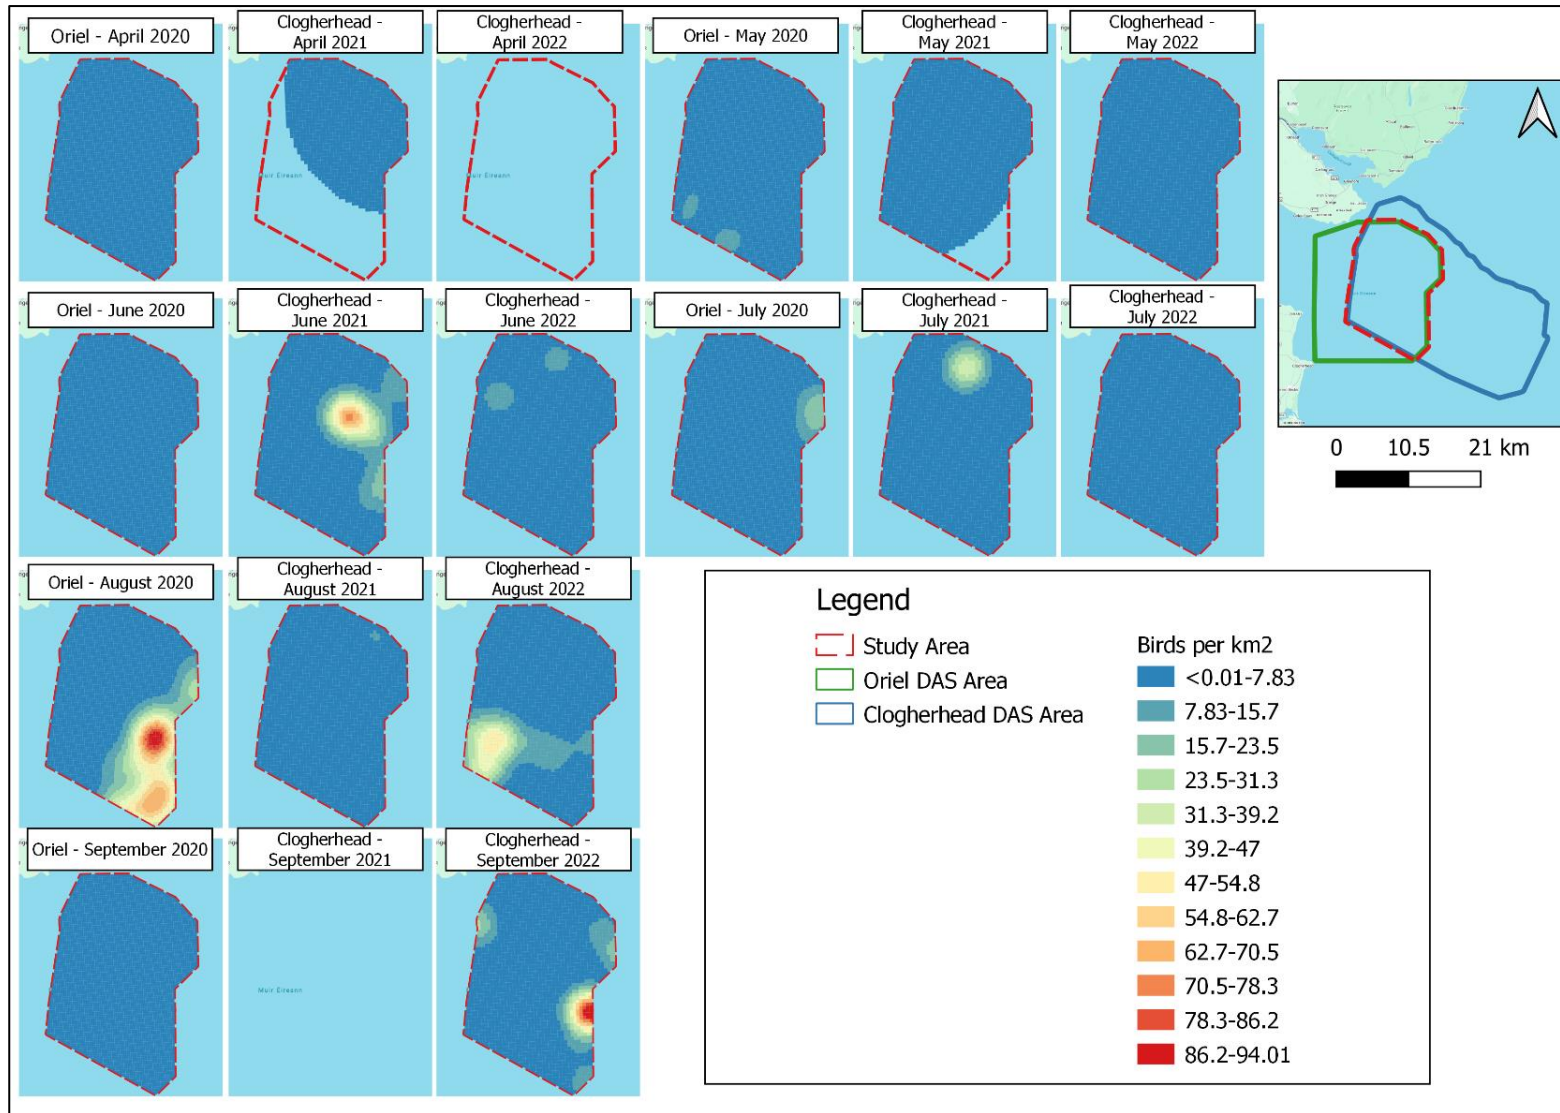 Oriel - April 2020
Clogherhead -
April 2021
Clogherhead -
April 2022
Oriel - May 2020
Clogherhead -
May 2021
Clogherhead -
May 2022
Muir Éireann
Muir Éireann
Oriel - June 2020
Clogherhead -
June 2021
Clogherhead -
June 2022
Oriel - July 2020
Clogherhead -
July 2021
Clogherhead -
July 2022
0 10.5 21 km
Oriel - August 2020
Clogherhead -
August 2021
Clogherhead -
August 2022
Oriel - September 2020
Clogherhead -
September 2021
Clogherhead -
September 2022
Muir Éireann
Legend
Study Area
Oriel DAS Area
Clogherhead DAS Area
Birds per km2
<0.01-7.83
7.83-15.7
15.7-23.5
23.5-31.3
31.3-39.2
39.2-47
47-54.8
54.8-62.7
62.7-70.5
70.5-78.3
78.3-86.2
86.2-94.01